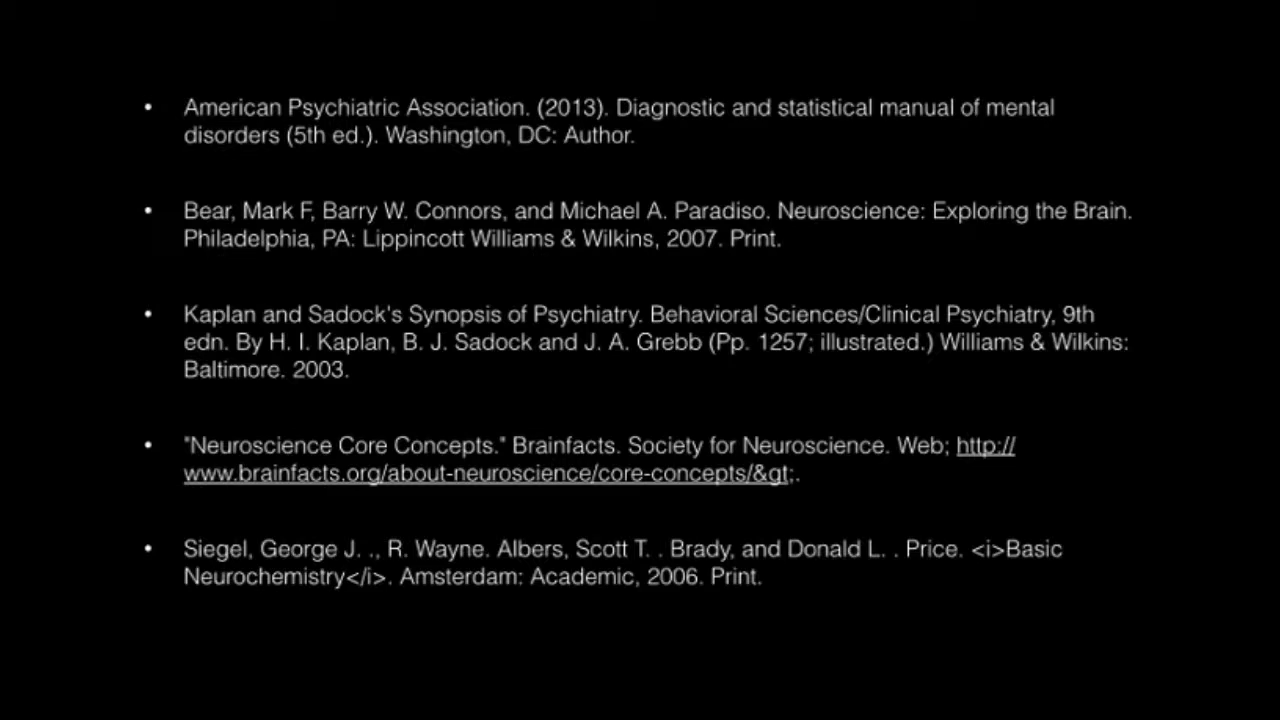 • American Psychiatric Association. (2013). Diagnostic and statistical manual of mental
disorders (5th ed.). Washington, DC: Author.
• Bear, Mark F, Barry W. Connors, and Michael A. Paradiso. Neuroscience: Exploring the Brain.
Philadelphia, PA: Lippincott Williams & Wilkins, 2007. Print.
• Kaplan and Sadock's Synopsis of Psychiatry. Behavioral Sciences/Clinical Psychiatry, 9th
edn. By H. I. Kaplan, B. J. Sadock and J. A. Grebb (Pp. 1257; illustrated.) Williams & Wilkins:
Baltimore. 2003.
• "Neuroscience Core Concepts." Brainfacts. Society for Neuroscience. Web; http://
www.brainfacts.org/about-neuroscience/core-concepts/&gt;.
• Siegel, George J. ., R. Wayne. Albers, Scott T. . Brady, and Donald L. . Price. <i>Basic
Neurochemistry</i>. Amsterdam: Academic, 2006. Print.